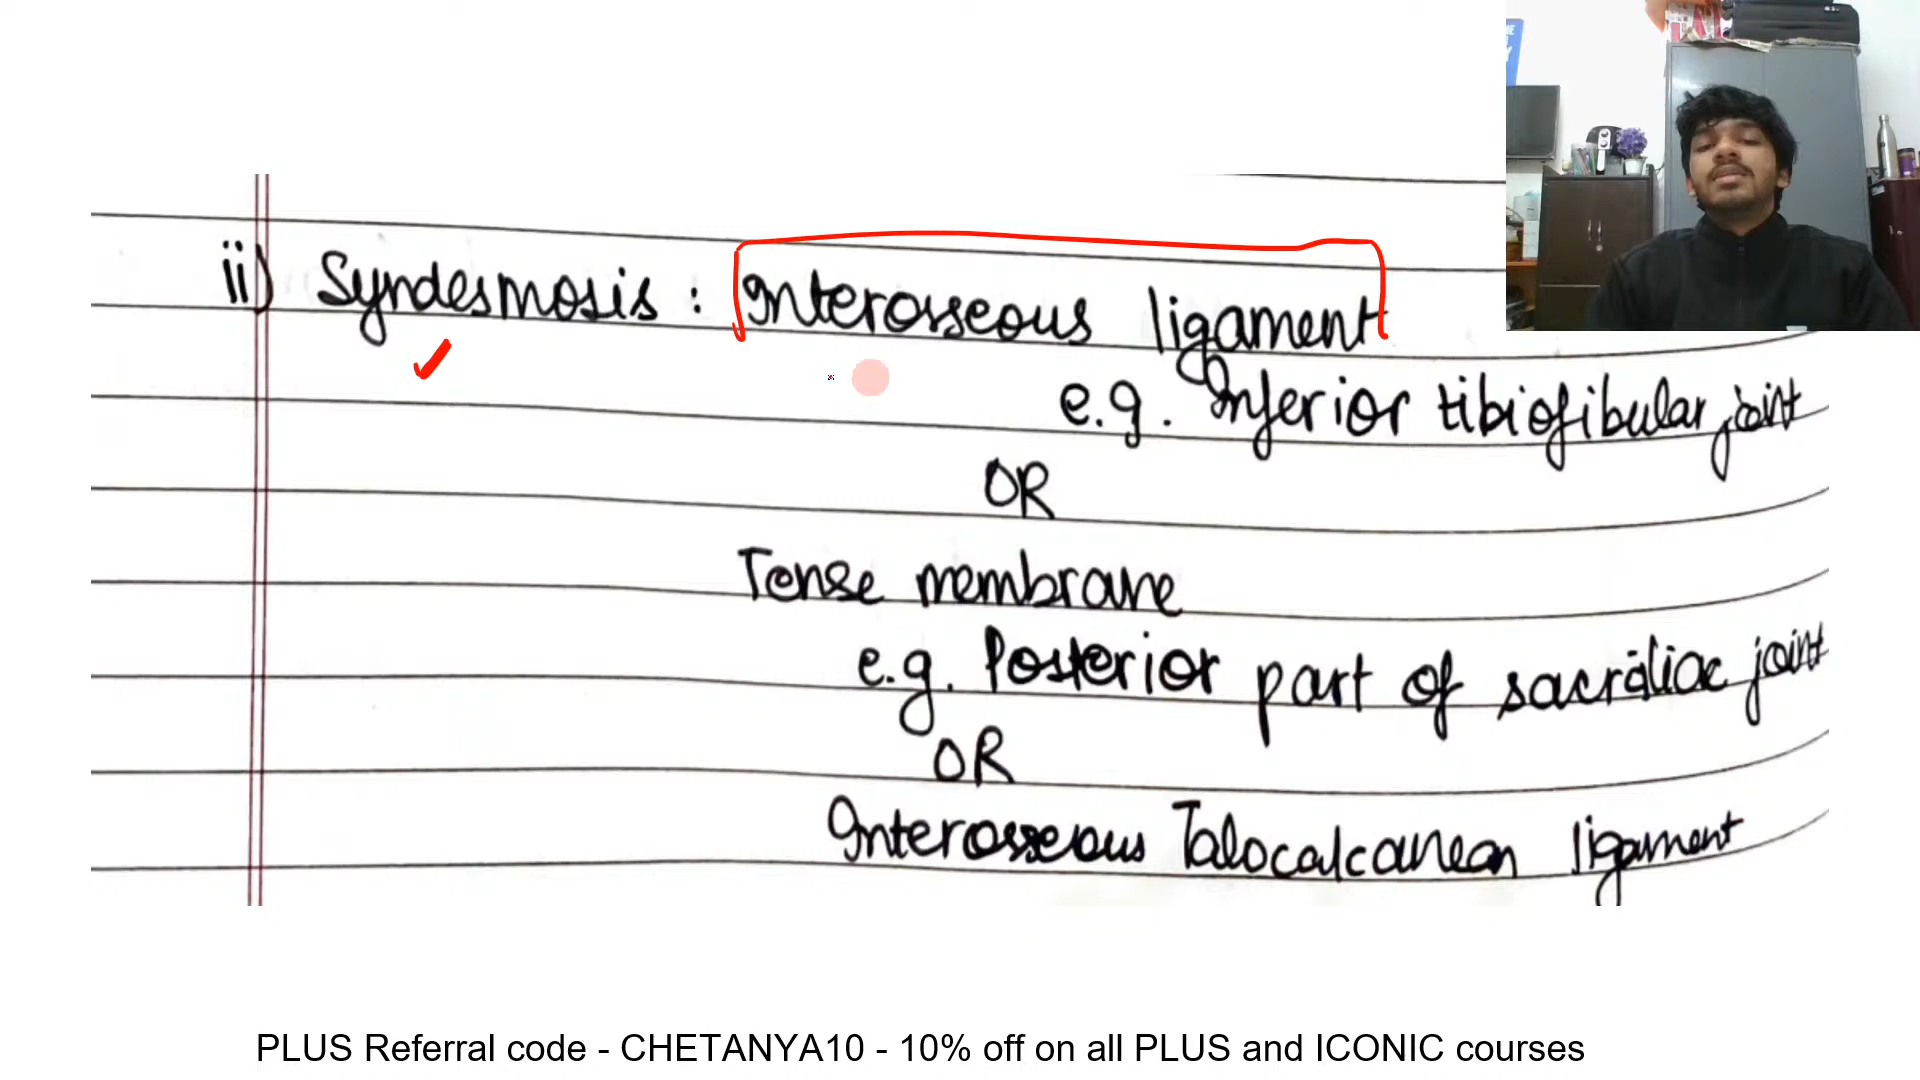 ii) Syndesmosis : Interosseous ligament
e.g. Inferior tibiofibular joint
OR
Tense membrane
e.g. Posterior part of sacroiliac joint
OR
Interosseous Talocalcanean ligament
PLUS Referral code - CHETANYA10 - 10% off on all PLUS and ICONIC courses